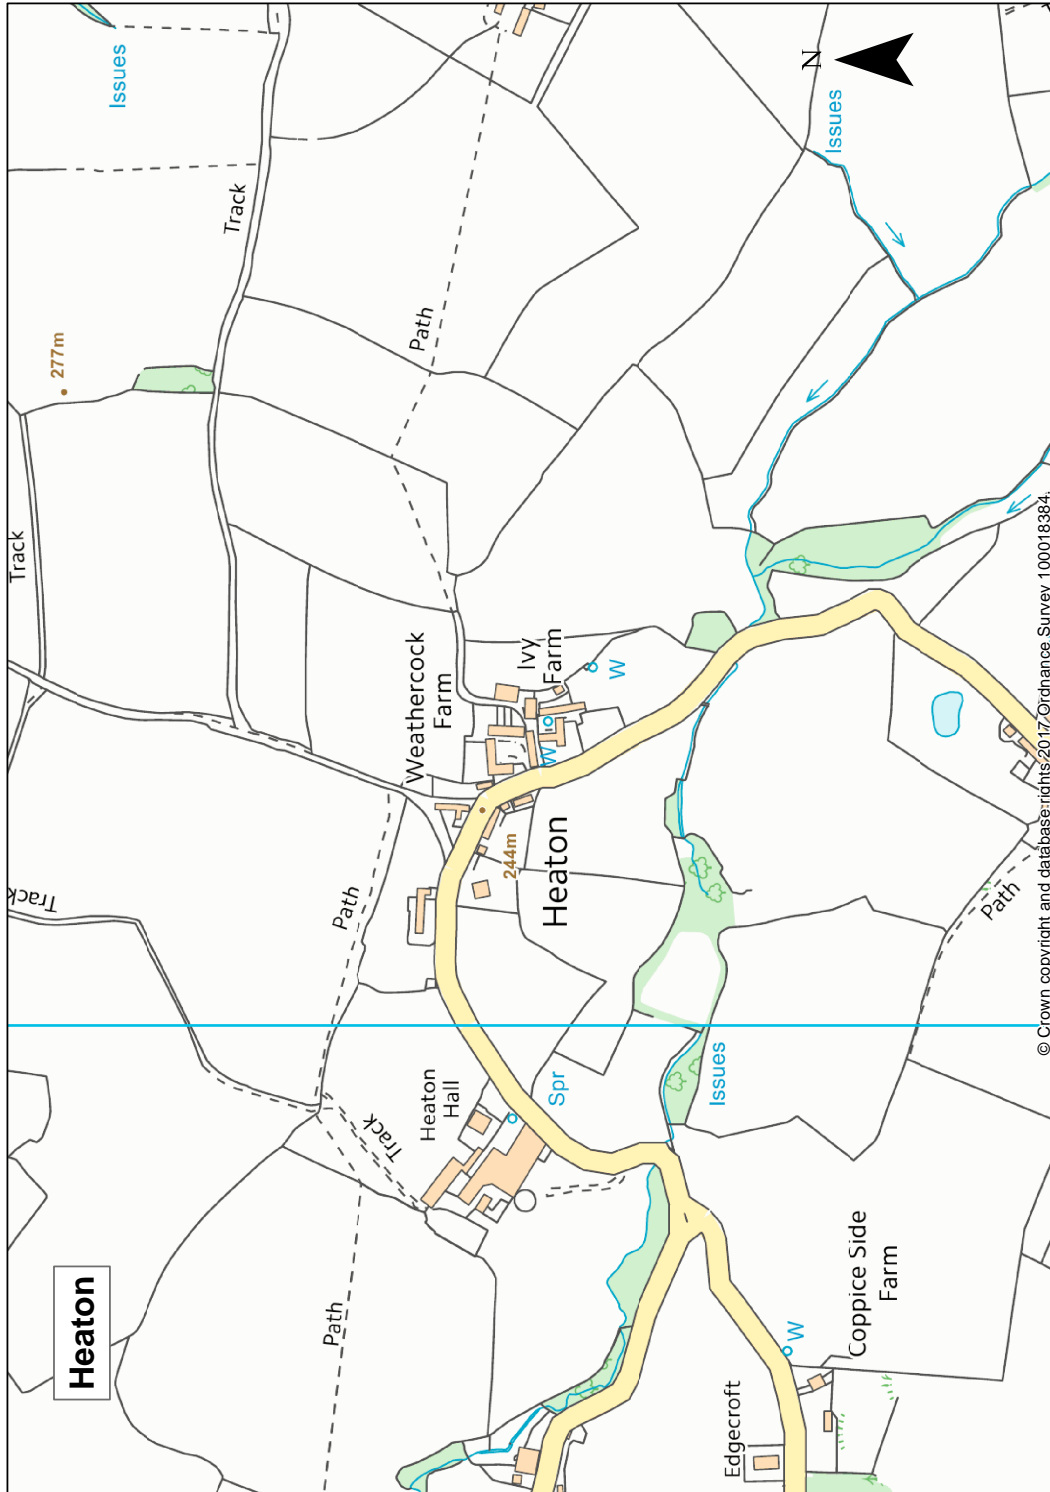 Heaton
Issues
277m
Track
Track
Track
Path
N
Issues
Path
Weathercock
Farm
Ivy
Farm
W
W
244m
Heaton
Track
Heaton
Hall
Spr
Issues
Path
Path
Coppice Side
Farm
W
Edgecroft
© Crown copyright and database rights 2017 Ordnance Survey 100018384.